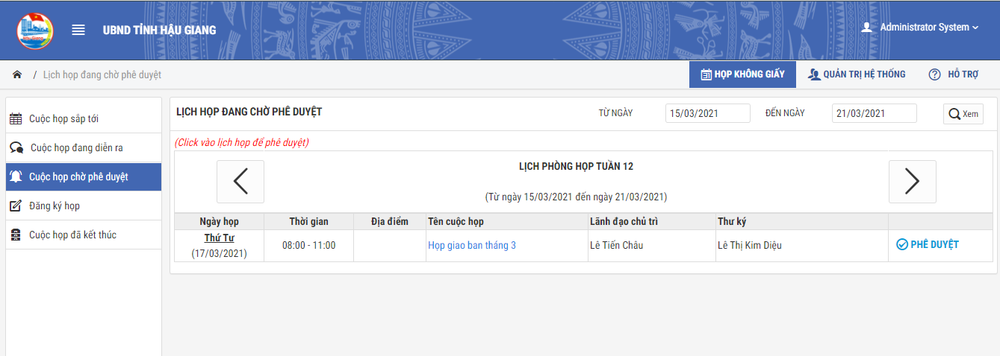 Hậu Giang
UBND TỈNH HẬU GIANG
Administrator System
/ Lịch họp đang chờ phê duyệt
HỌP KHÔNG GIẤY
QUẢN TRỊ HỆ THỐNG
HỖ TRỢ
Cuộc họp sắp tới
Cuộc họp đang diễn ra
Cuộc họp chờ phê duyệt
Đăng ký họp
Cuộc họp đã kết thúc
LỊCH HỌP ĐANG CHỜ PHÊ DUYỆT
TỪ NGÀY 15/03/2021 ĐẾN NGÀY 21/03/2021 Xem
(Click vào lịch họp để phê duyệt)
LỊCH PHÒNG HỌP TUẦN 12
(Từ ngày 15/03/2021 đến ngày 21/03/2021)
Ngày họp Thời gian Địa điểm Tên cuộc họp Lãnh đạo chủ trì Thư ký
Thứ Tư
(17/03/2021) 08:00 - 11:00 Họp giao ban tháng 3 Lê Tiến Châu Lê Thị Kim Diệu PHÊ DUYỆT